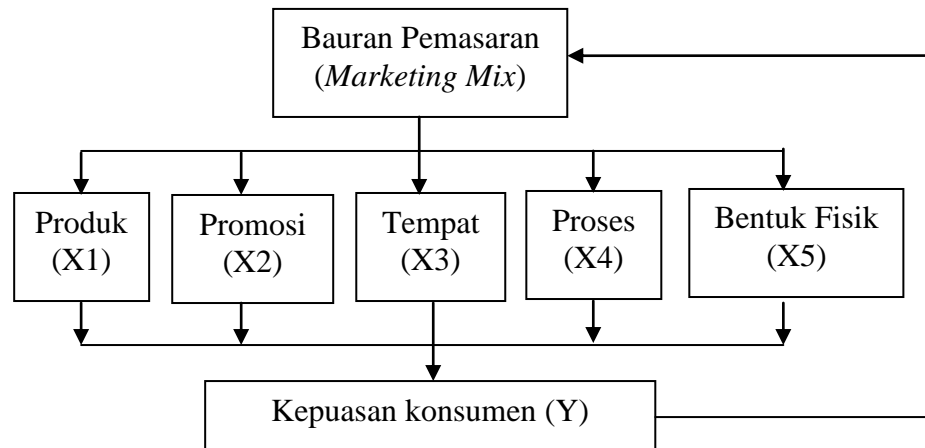 Bauran Pemasaran
(Marketing Mix)
Produk
(X1)
Promosi
(X2)
Tempat
(X3)
Proses
(X4)
Bentuk Fisik
(X5)
Kepuasan konsumen (Y)